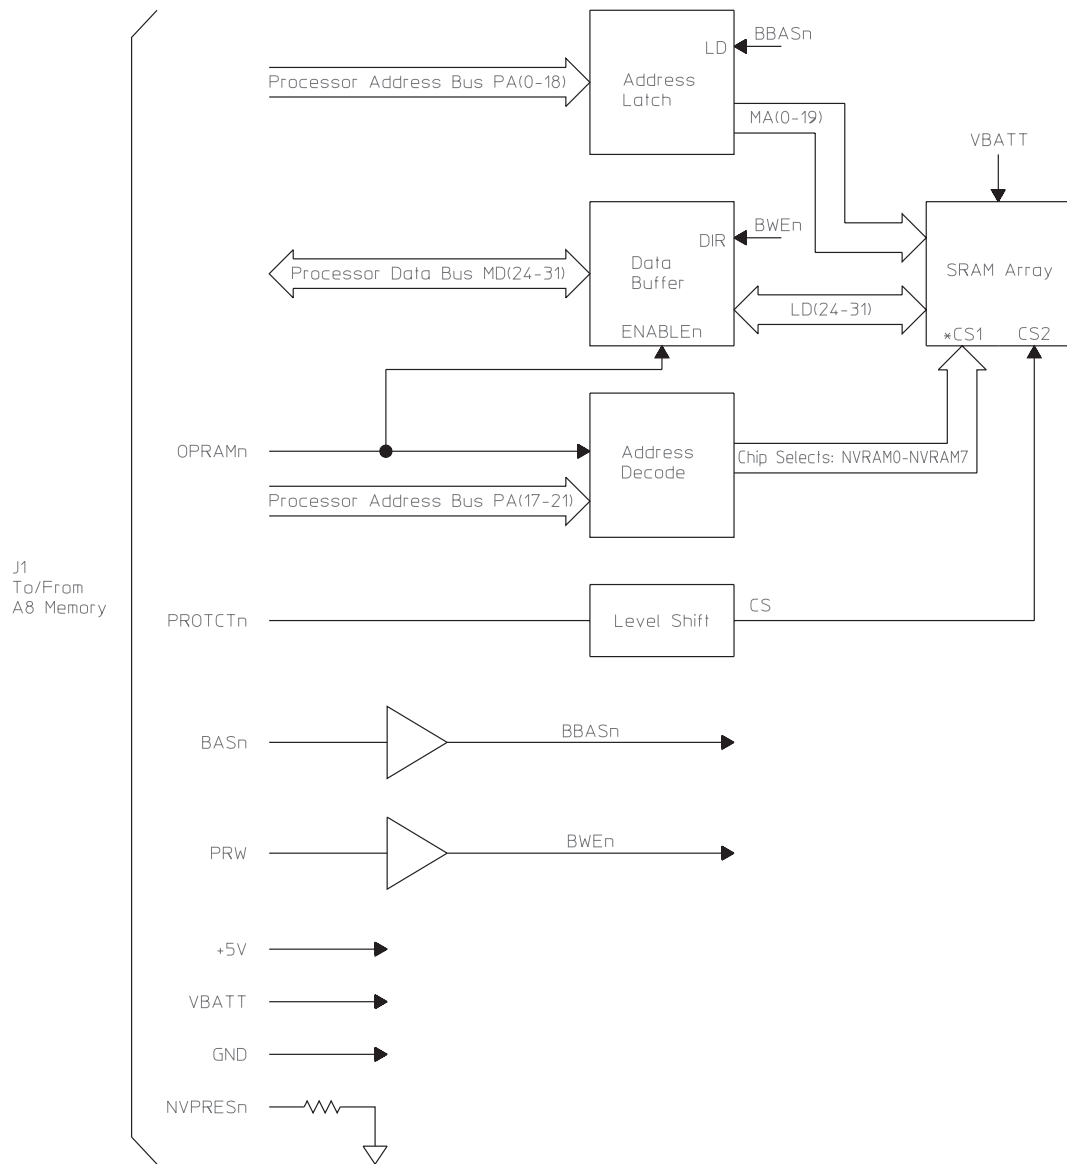 BBASn
LD
Processor Address Bus PA(0-18)
Address
Latch
MA(0-19)
VBATT
BWEn
DIR
Data
Buffer
Processor Data Bus MD(24-31)
SRAM Array
LD(24-31)
ENABLEn
*CS1 CS2
OPRAMn
Address
Decode
Chip Selects: NVRAM0-NVRAM7
Processor Address Bus PA(17-21)
J1
To/From
A8 Memory
PROTCTn
Level Shift
CS
BASn
BBASn
PRW
BWEn
+5V
VBATT
GND
NVPRESn